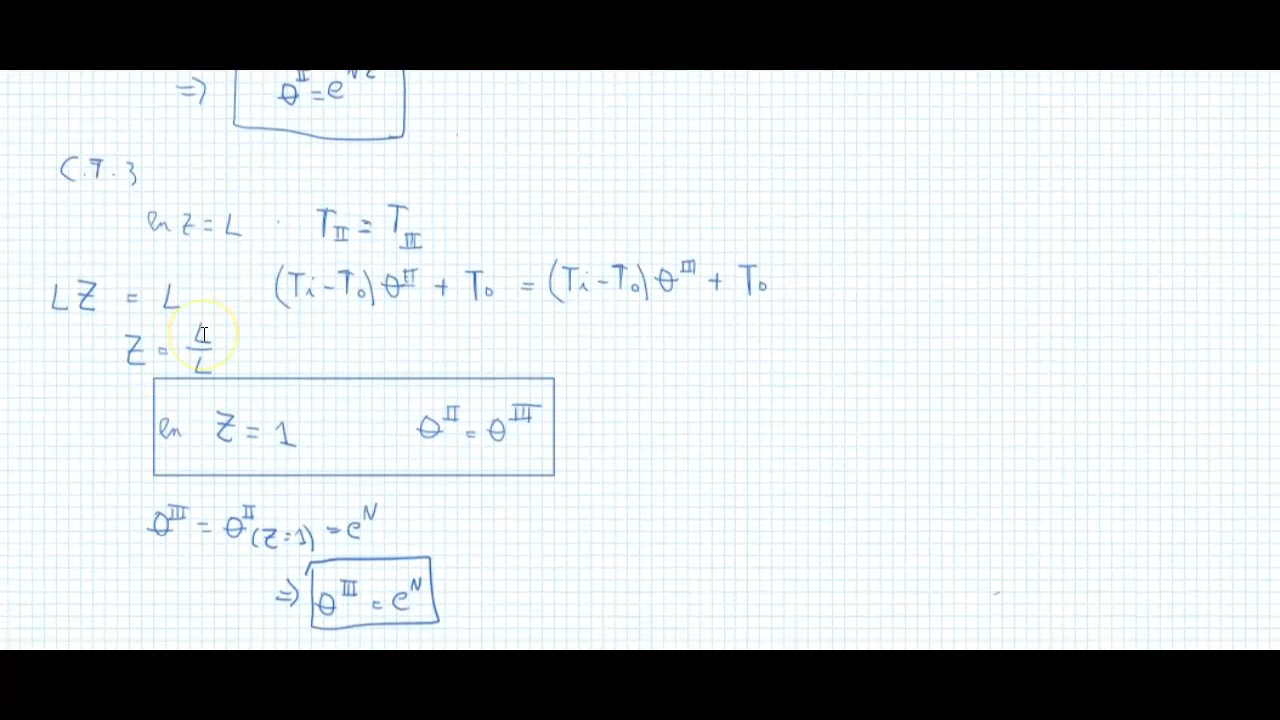 ⇒ θ^II = e^NZ
C.T.3
en z = L . T_II = T_III
LZ = L (Ti - To) θ^II + To = (Ti - To) θ^III + To
Z = L/L
en Z = 1 θ^II = θ^III
θ^III = θ^II (Z=1) = e^N
⇒ θ^III = e^N